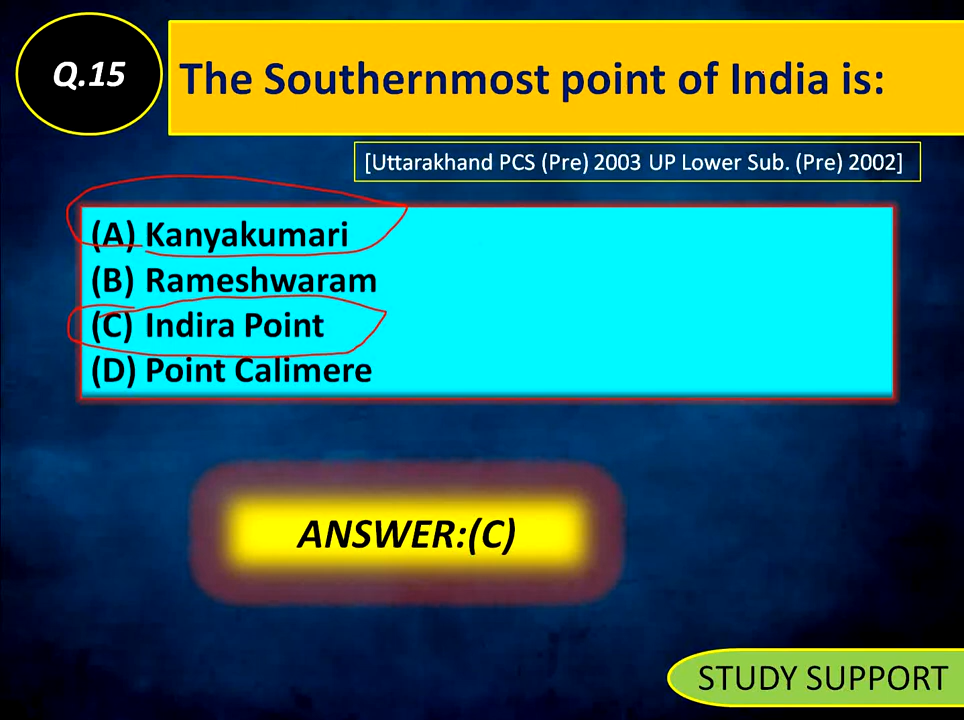 Q.15
The Southernmost point of India is:
[Uttarakhand PCS (Pre) 2003 UP Lower Sub. (Pre) 2002]
(A) Kanyakumari
(B) Rameshwaram
(C) Indira Point
(D) Point Calimere
ANSWER:(C)
STUDY SUPPORT